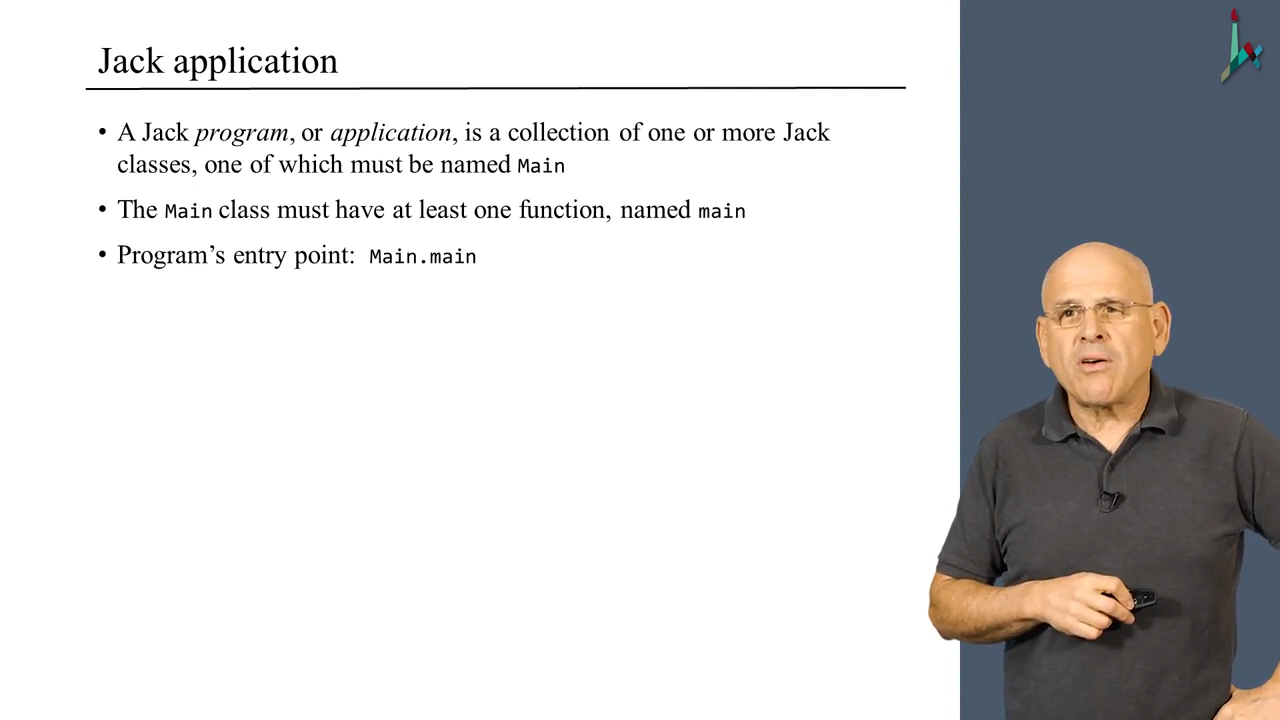 Jack application
• A Jack program, or application, is a collection of one or more Jack
classes, one of which must be named Main
• The Main class must have at least one function, named main
• Program’s entry point: Main.main